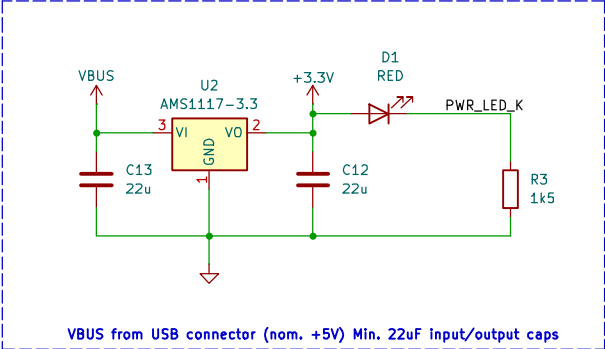 D1
RED
VBUS
U2
AMS1117-3.3
+3.3V
PWR_LED_K
3
VI
VO
2
GND
1
C13
22u
C12
22u
R3
1k5
VBUS from USB connector (nom. +5V) Min. 22uF input/output caps